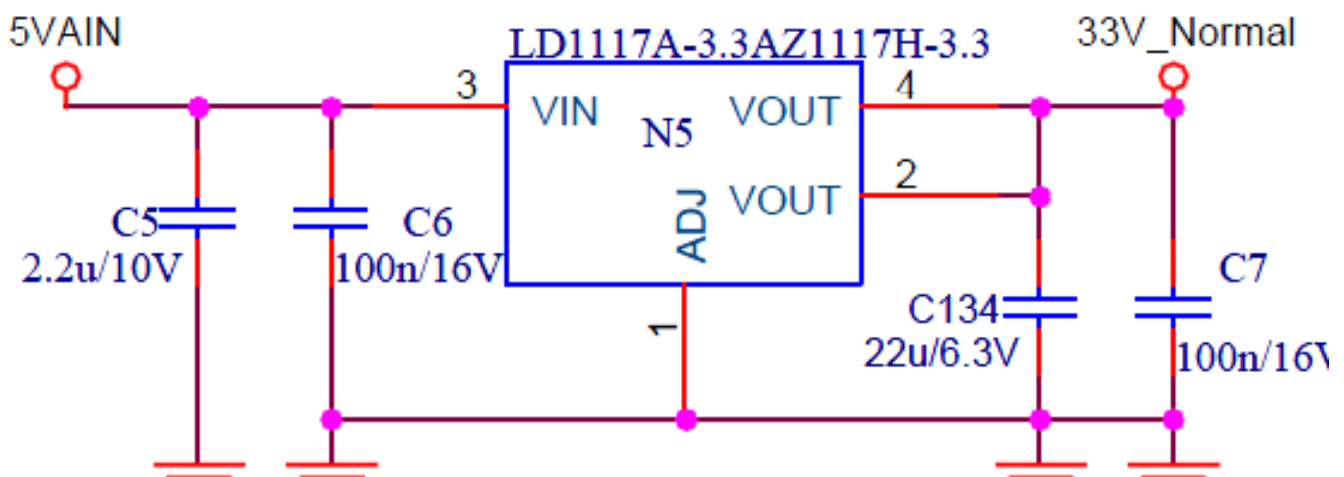 5VAIN
LD1117A-3.3AZ1117H-3.3
33V_Normal
3
VIN
N5
VOUT
4
VOUT
2
ADJ
1
C5
2.2u/10V
C6
100n/16V
C134
22u/6.3V
C7
100n/16V